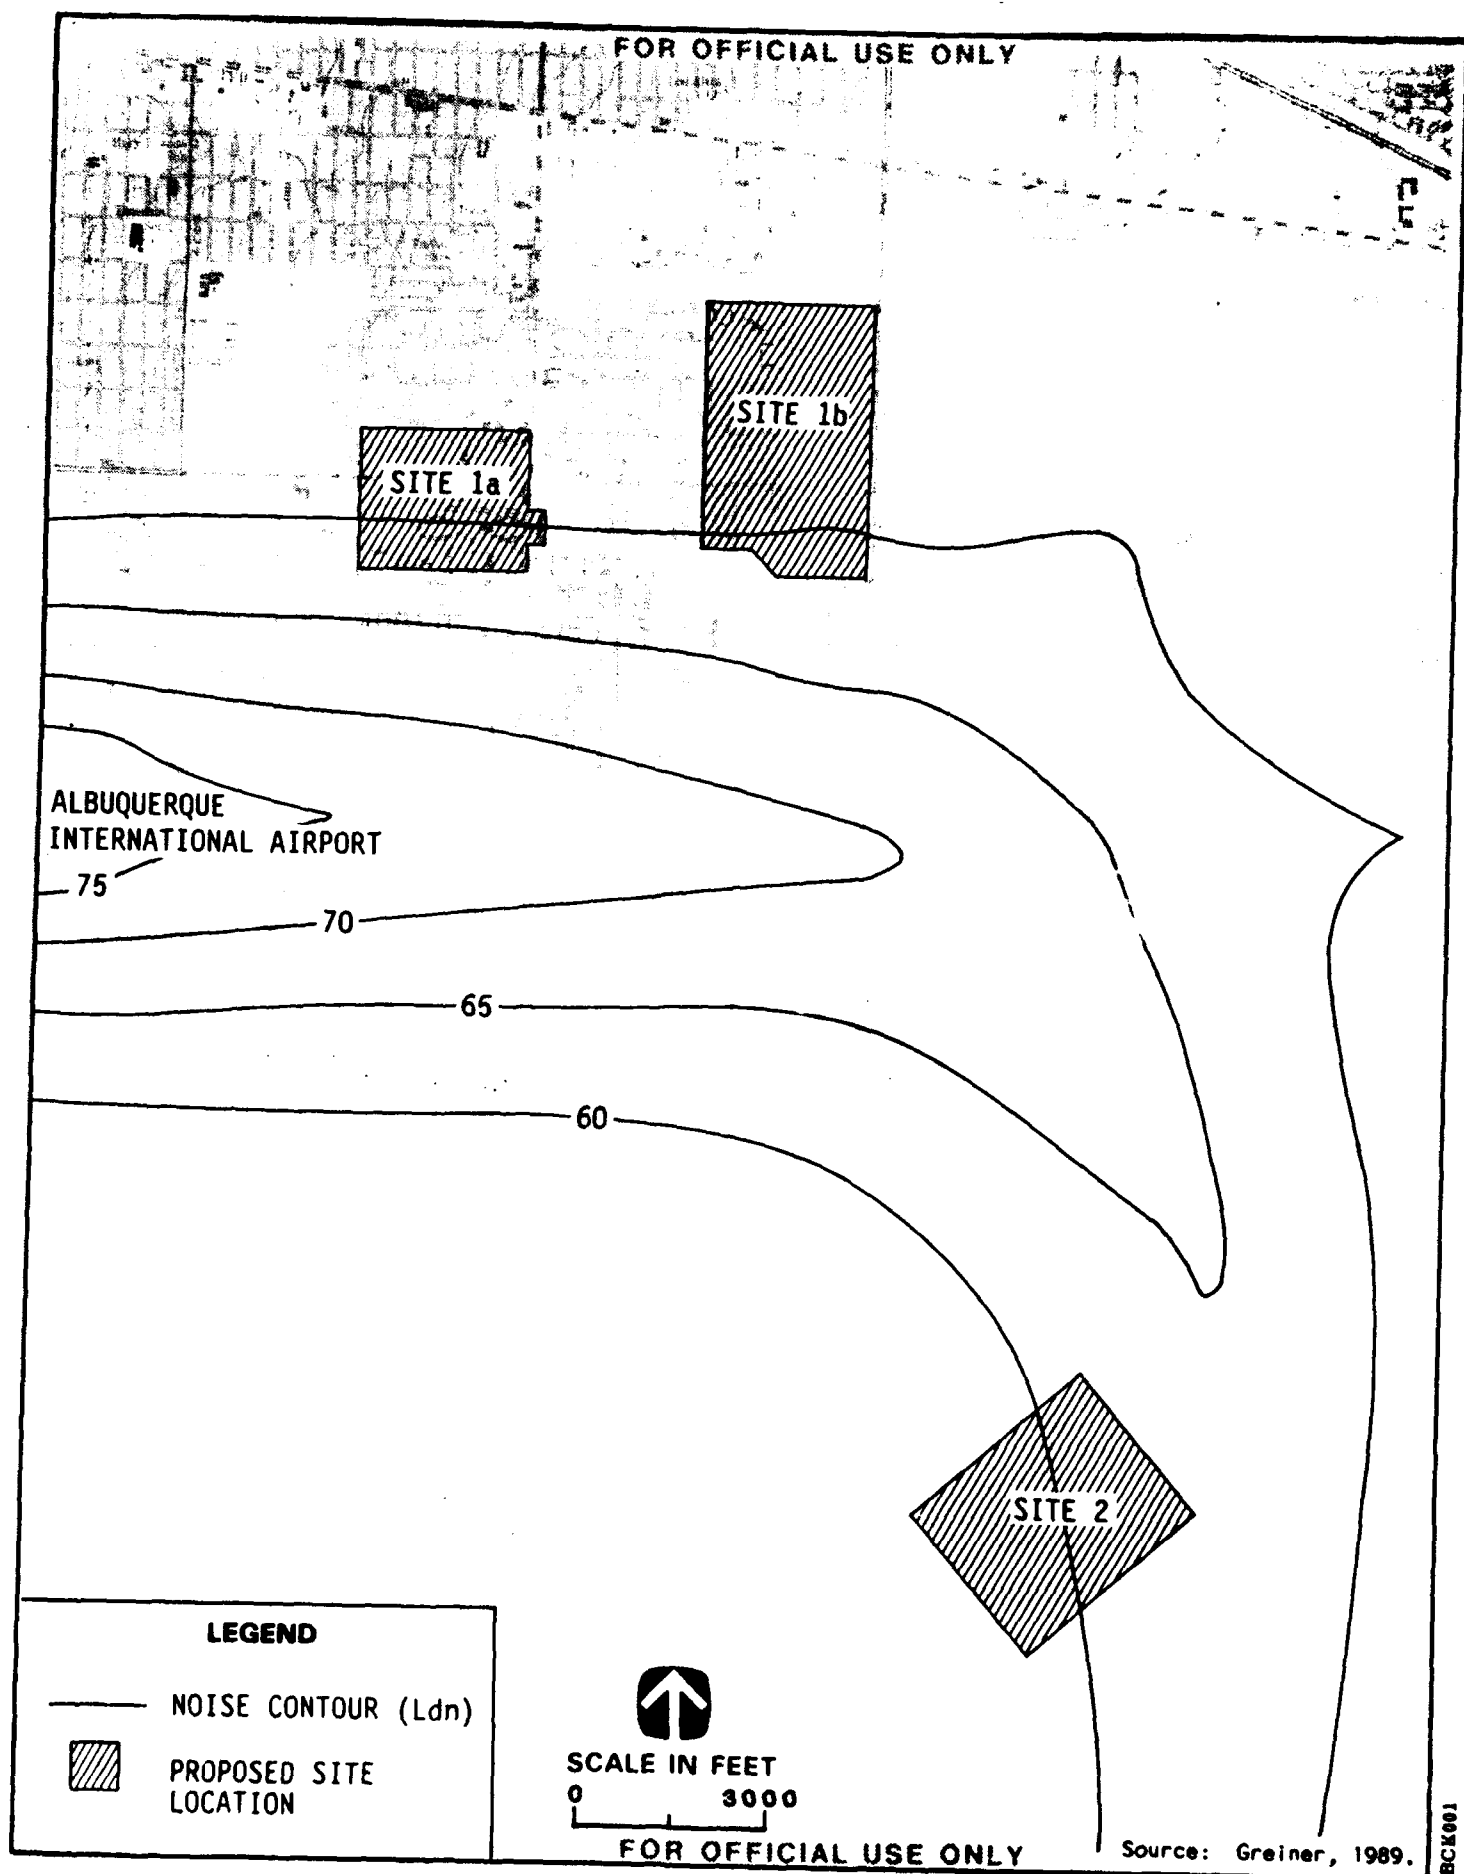 FOR OFFICIAL USE ONLY
SITE 1b
SITE 1a
ALBUQUERQUE
INTERNATIONAL AIRPORT
75
70
65
60
SITE 2
LEGEND
NOISE CONTOUR (Ldn)
PROPOSED SITE
LOCATION
SCALE IN FEET
0 3000
FOR OFFICIAL USE ONLY
Source: Greiner, 1989.
BCK001